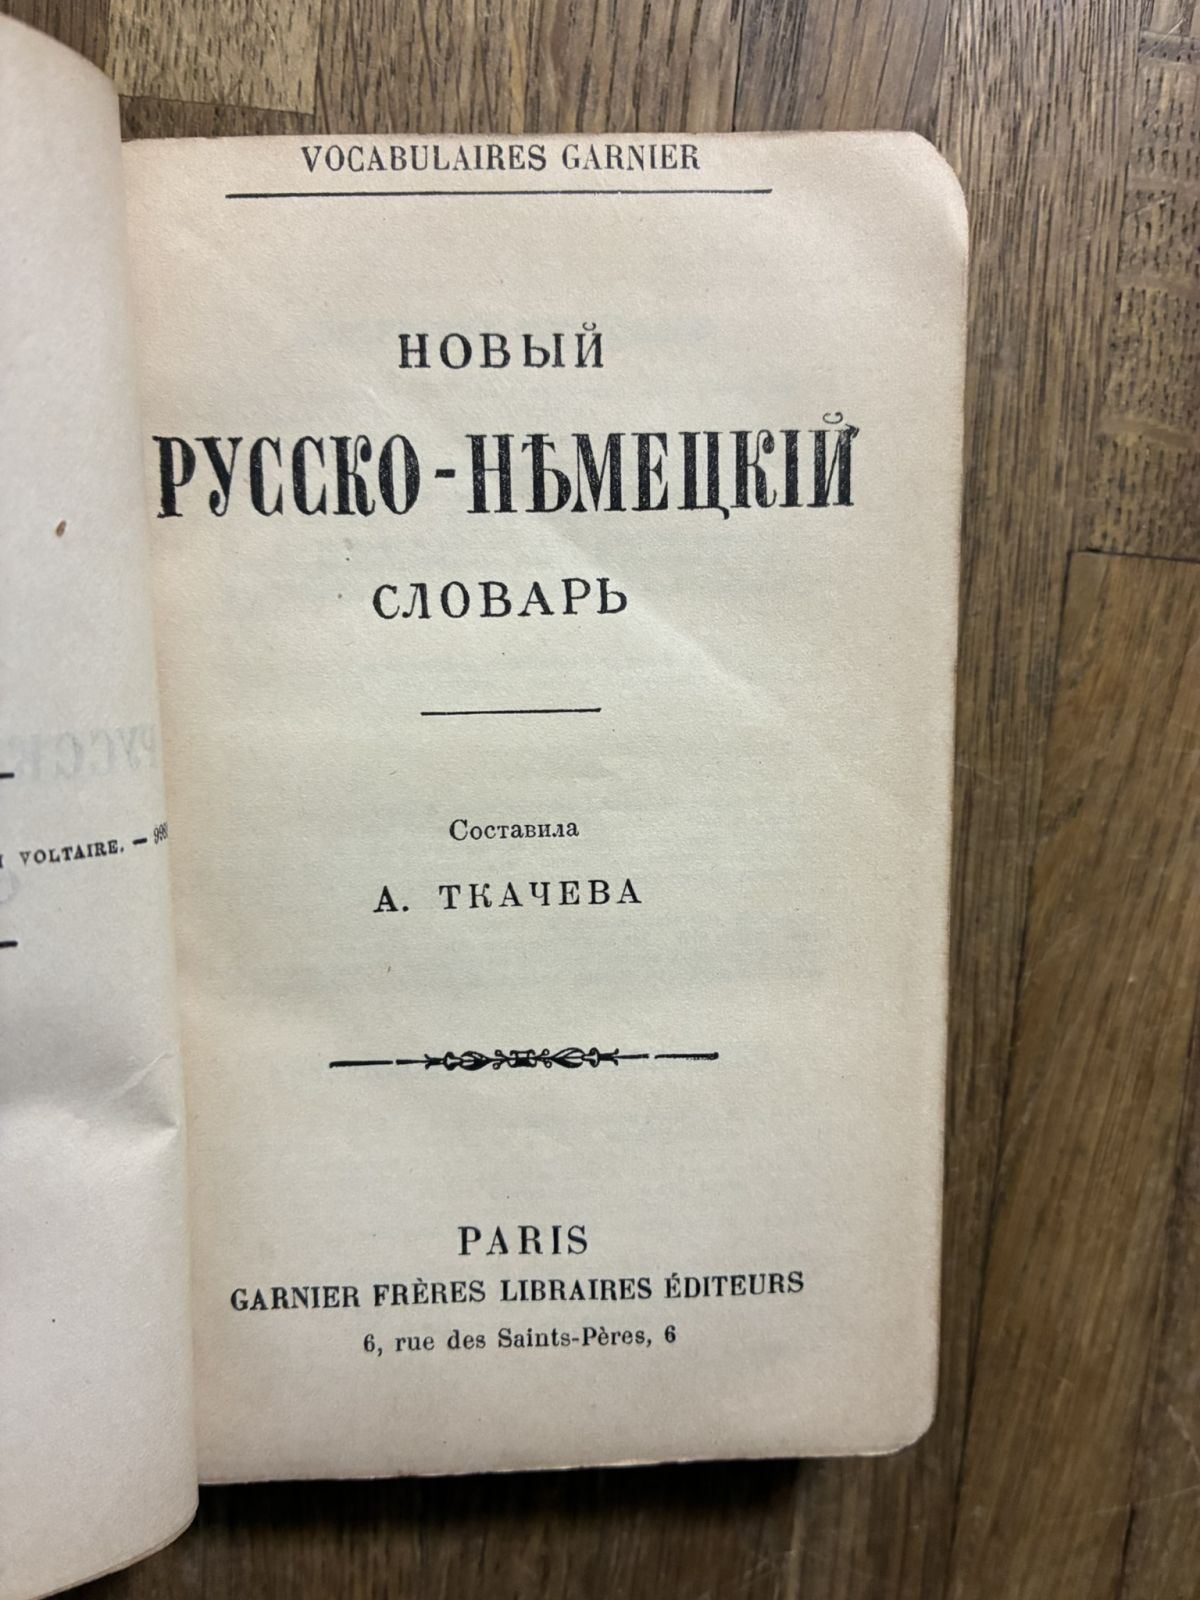 VOCABULAIRES GARNIER
НОВЫЙ
РУССКО-НѢМЕЦКІЙ
СЛОВАРЬ
Составила
А. ТКАЧЕВА
PARIS
GARNIER FRÈRES LIBRAIRES ÉDITEURS
6, rue des Saints-Pères, 6
VOLTAIRE. —